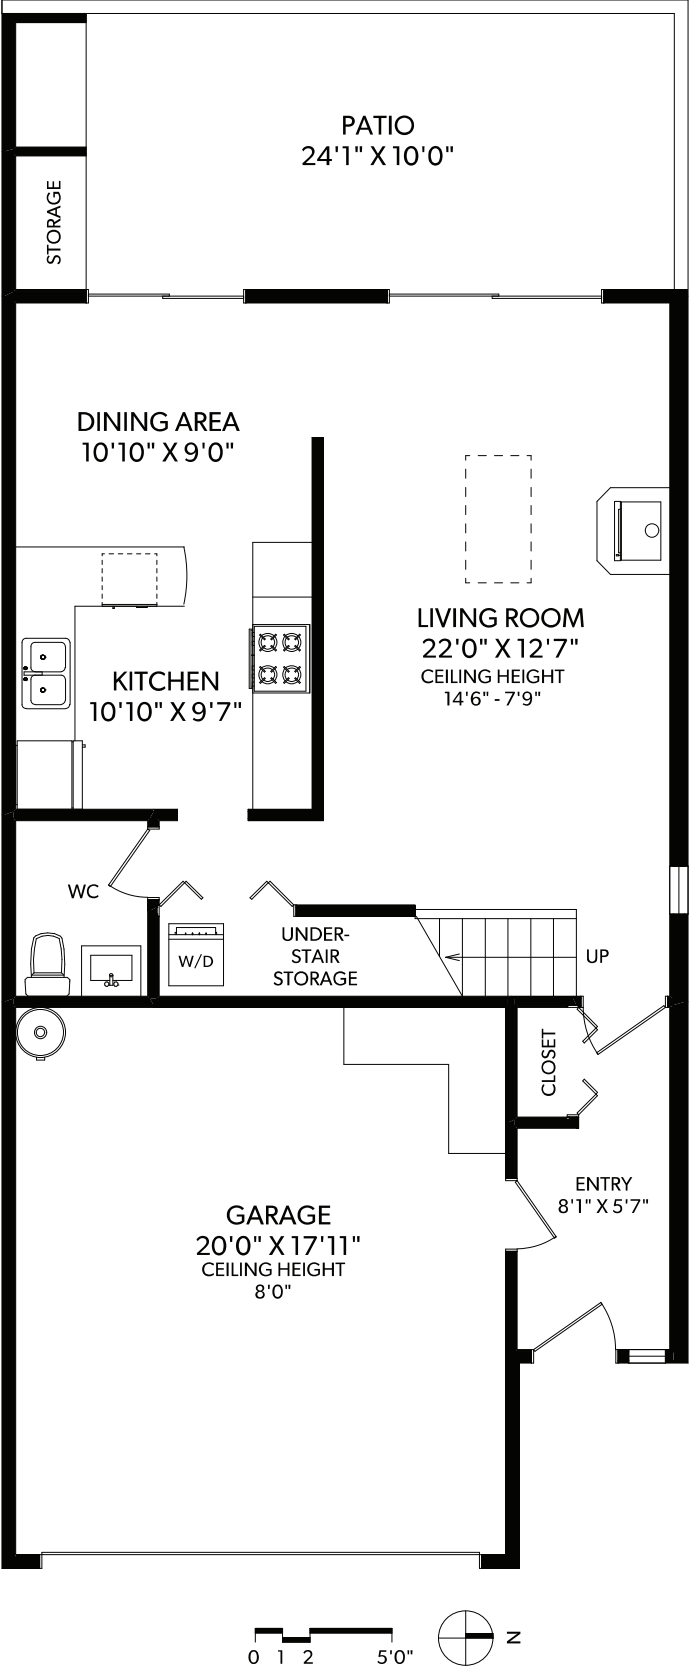 PATIO
24'1" X 10'0"
STORAGE
DINING AREA
10'10" X 9'0"
LIVING ROOM
22'0" X 12'7"
CEILING HEIGHT
14'6" - 7'9"
KITCHEN
10'10" X 9'7"
WC
W/D
UNDER-
STAIR
STORAGE
UP
CLOSET
ENTRY
8'1" X 5'7"
GARAGE
20'0" X 17'11"
CEILING HEIGHT
8'0"
0 1 2 5'0"
N